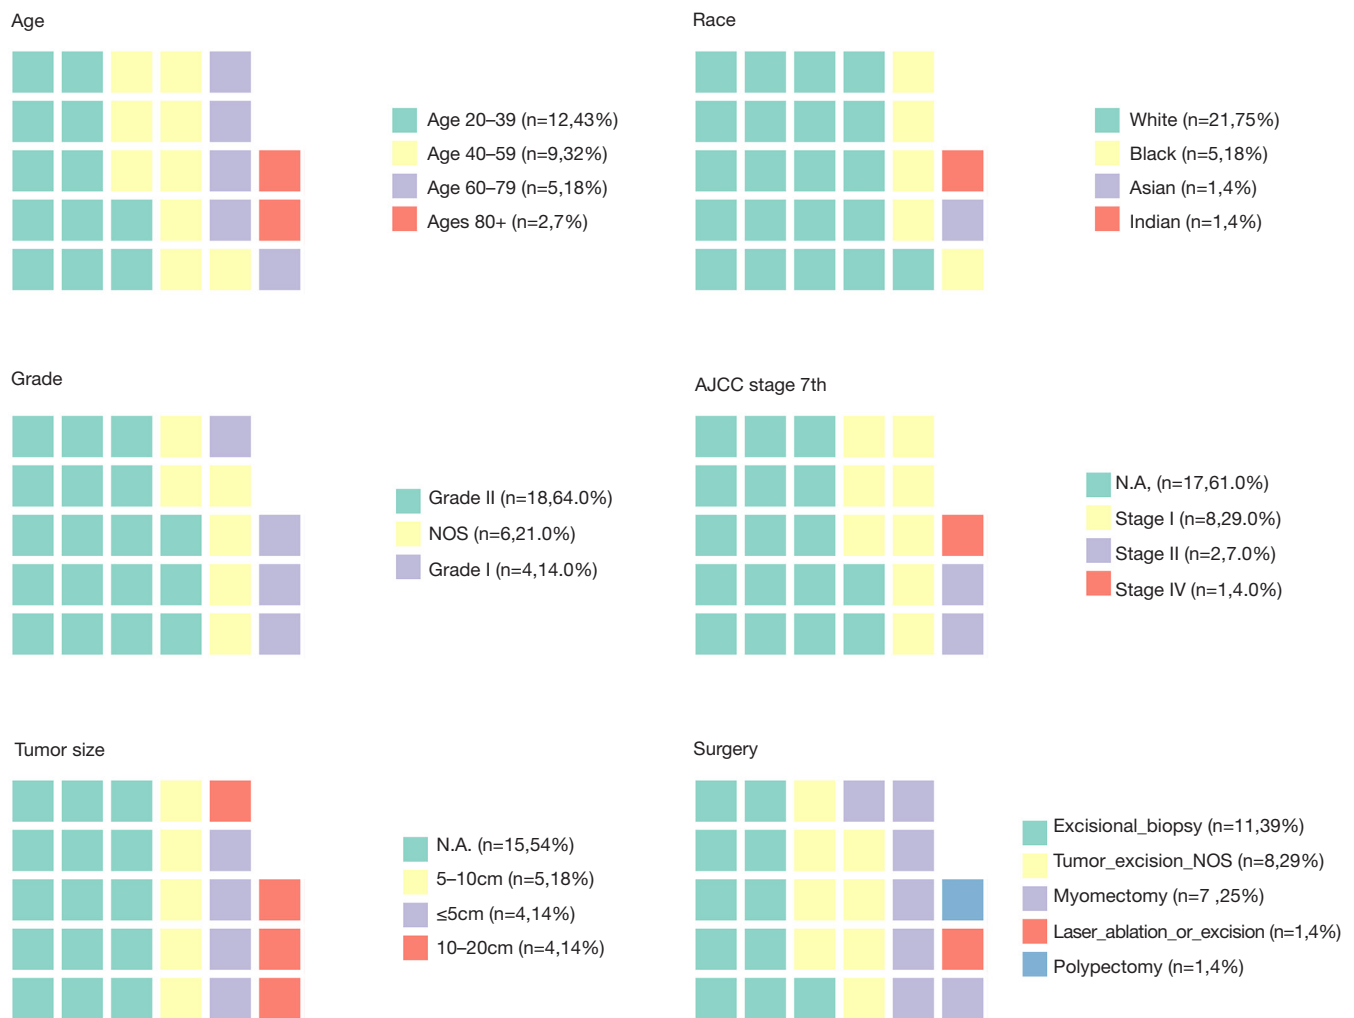 Age
Age 20–39 (n=12,43%)
Age 40–59 (n=9,32%)
Age 60–79 (n=5,18%)
Ages 80+ (n=2,7%)
Race
White (n=21,75%)
Black (n=5,18%)
Asian (n=1,4%)
Indian (n=1,4%)
Grade
Grade II (n=18,64.0%)
NOS (n=6,21.0%)
Grade I (n=4,14.0%)
AJCC stage 7th
N.A, (n=17,61.0%)
Stage I (n=8,29.0%)
Stage II (n=2,7.0%)
Stage IV (n=1,4.0%)
Tumor size
N.A. (n=15,54%)
5–10cm (n=5,18%)
≤5cm (n=4,14%)
10–20cm (n=4,14%)
Surgery
Excisional_biopsy (n=11,39%)
Tumor_excision_NOS (n=8,29%)
Myomectomy (n=7 ,25%)
Laser_ablation_or_excision (n=1,4%)
Polypectomy (n=1,4%)